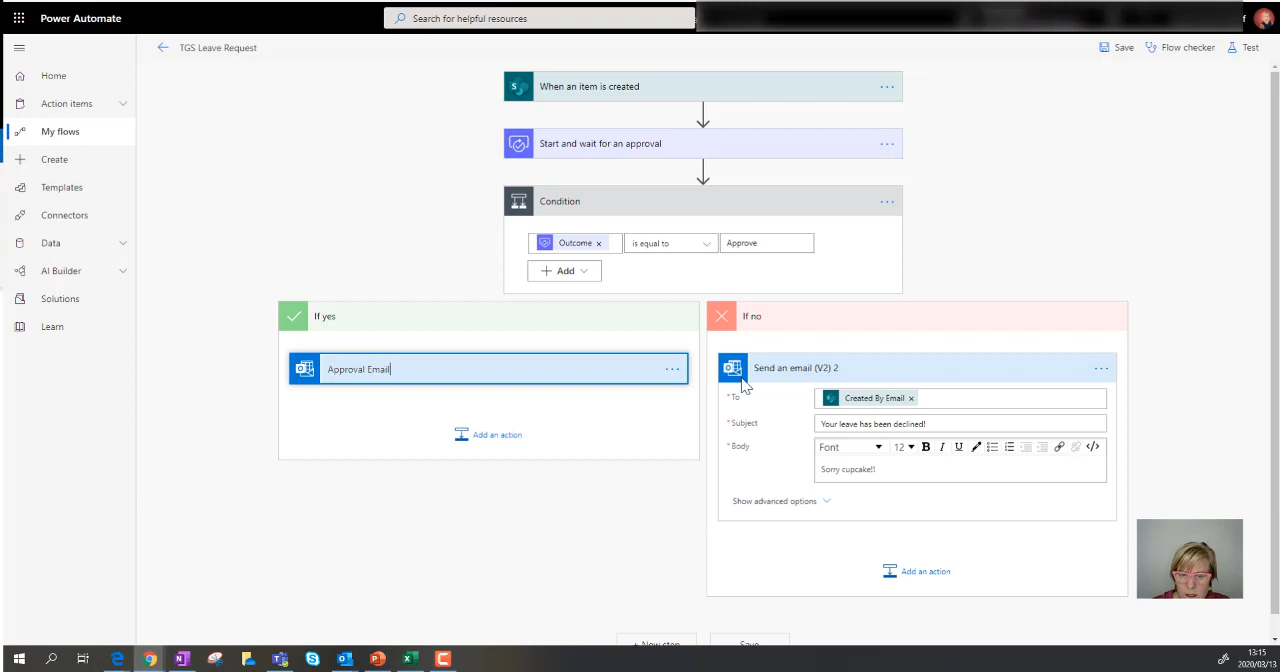 Power Automate
Search for helpful resources
f
TGS Leave Request
Save
Flow checker
Test
Home
Action items
My flows
Create
Templates
Connectors
Data
AI Builder
Solutions
Learn
When an item is created
Start and wait for an approval
Condition
Outcome
is equal to
Approve
Add
If yes
Approval Email
Add an action
If no
Send an email (V2) 2
* To
Created By Email
* Subject
Your leave has been declined!
* Body
Font
12
B
I
U
Sorry cupcake!!
Show advanced options
Add an action
+ New step
Save
13:15
2020/03/13